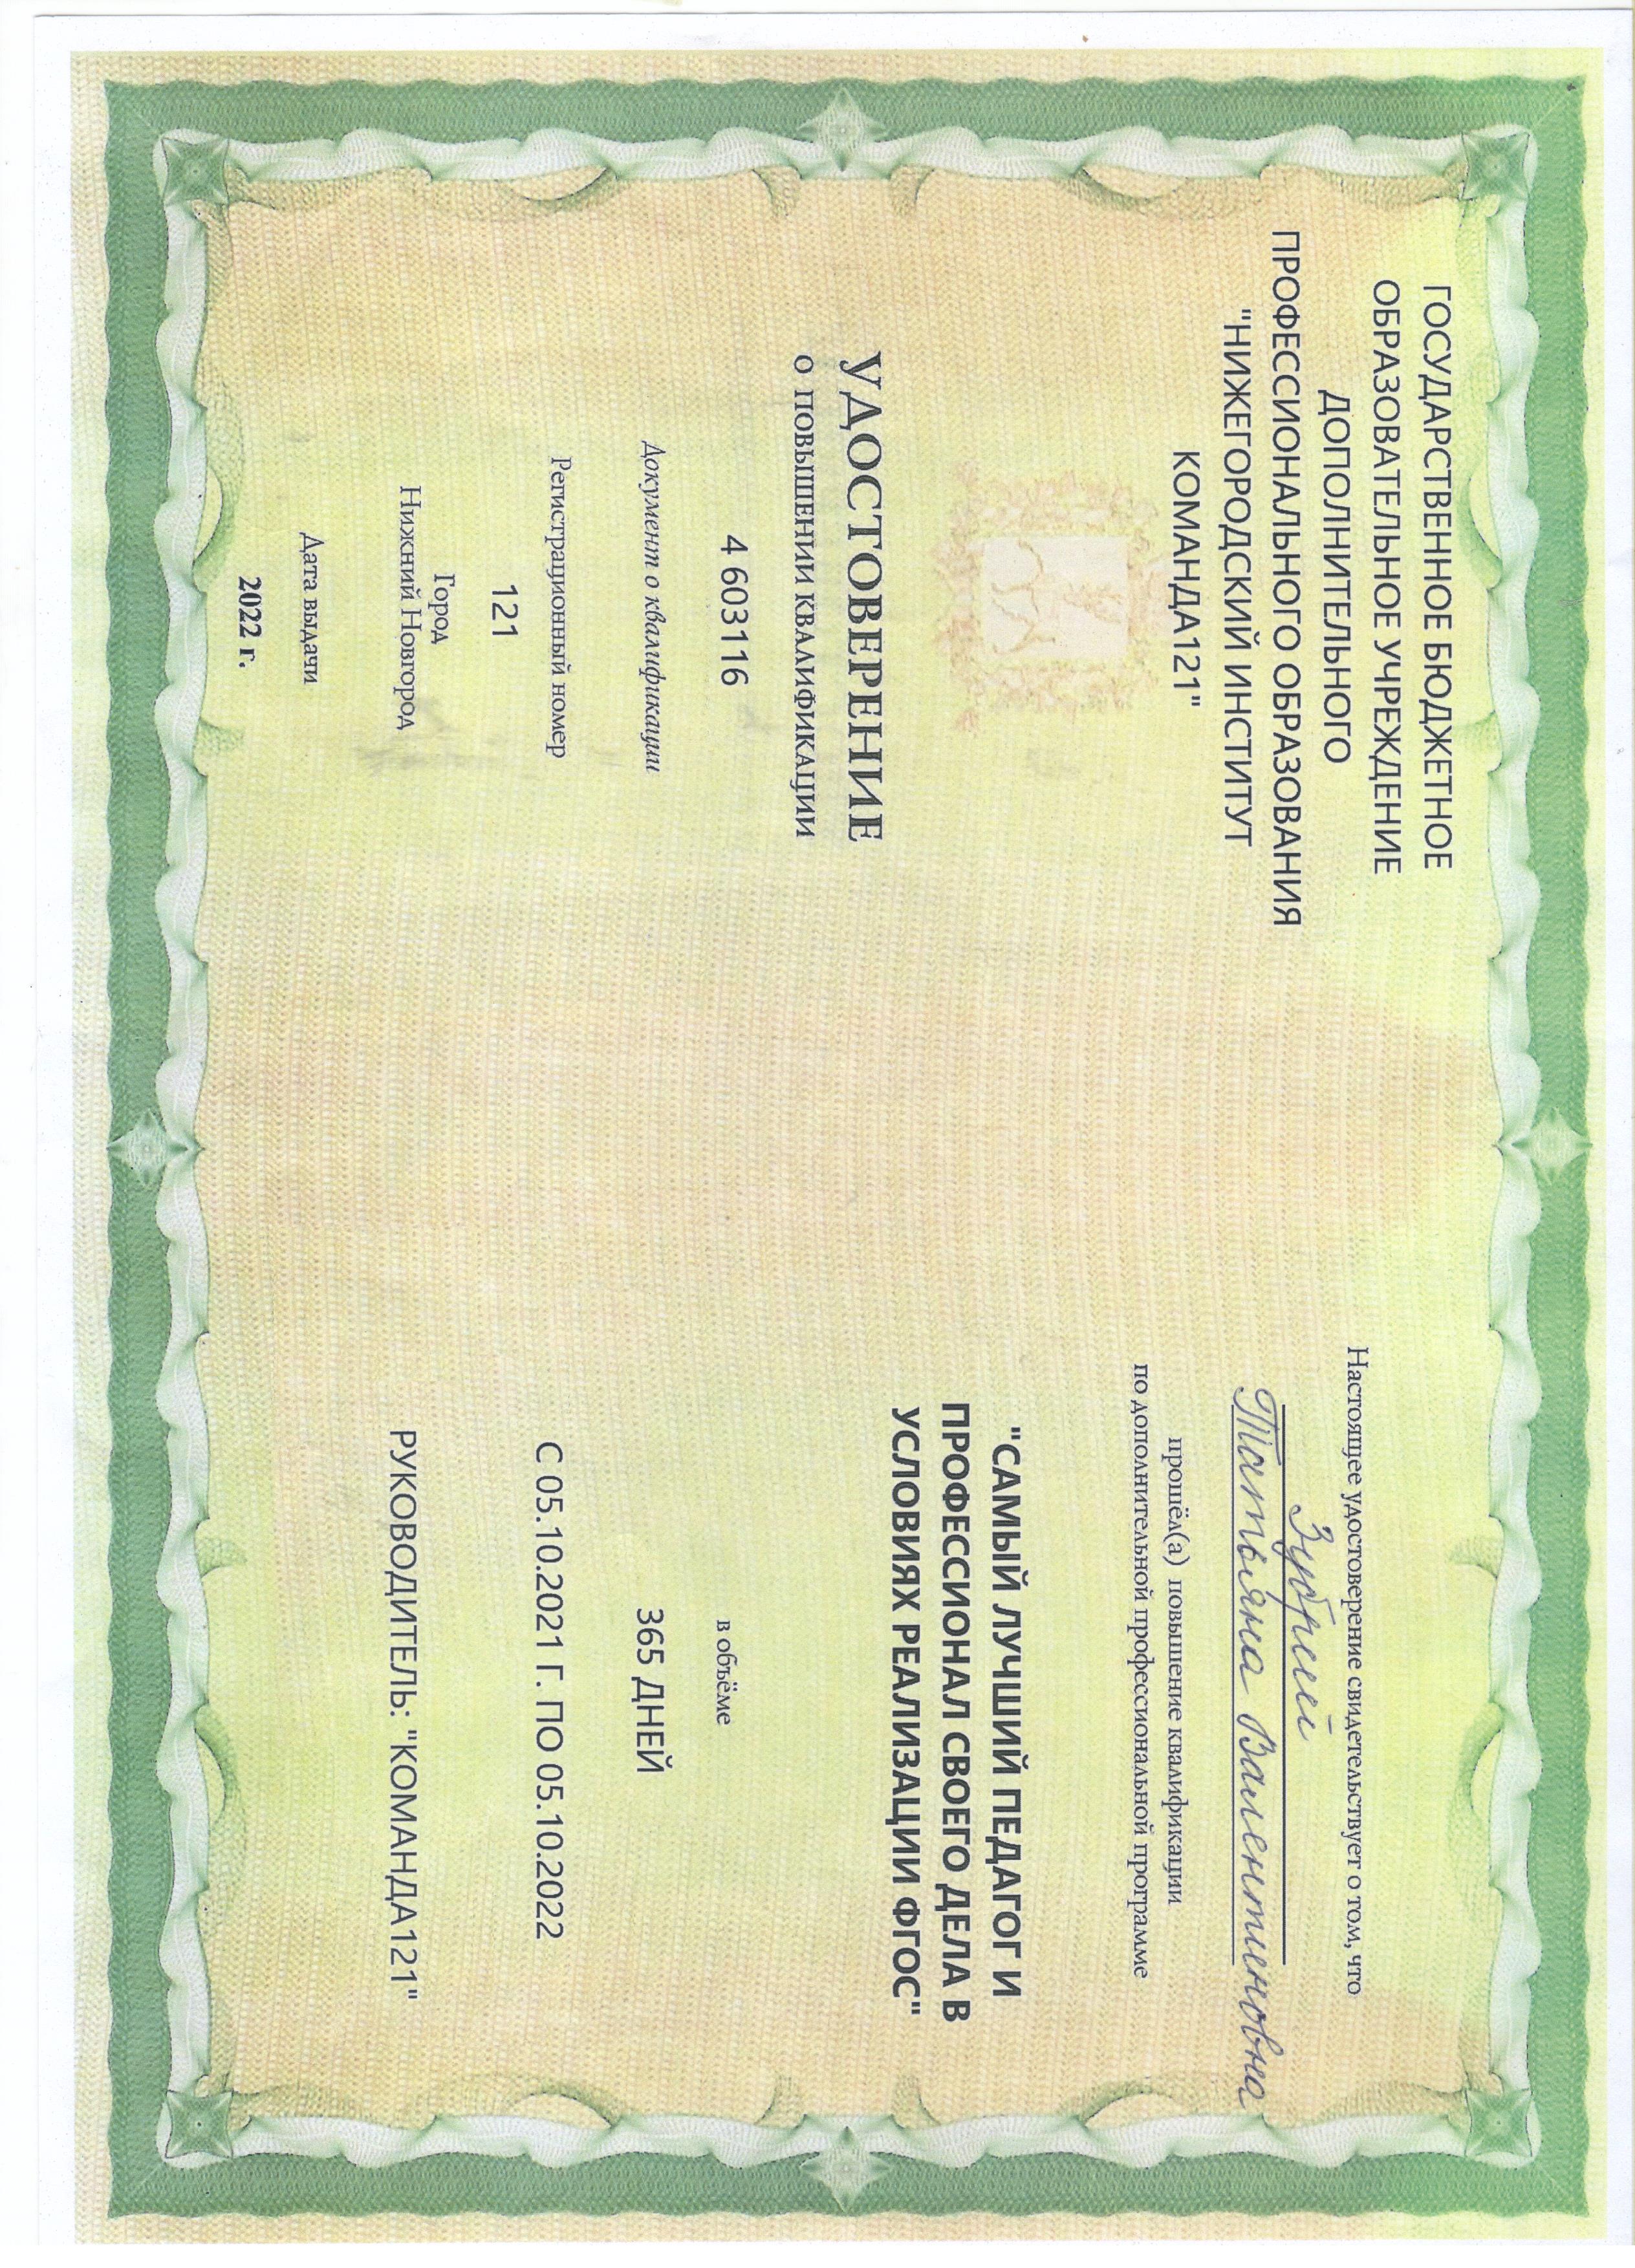 ГОСУДАРСТВЕННОЕ БЮДЖЕТНОЕ
ОБРАЗОВАТЕЛЬНОЕ УЧРЕЖДЕНИЕ
ДОПОЛНИТЕЛЬНОГО
ПРОФЕССИОНАЛЬНОГО ОБРАЗОВАНИЯ
"НИЖЕГОРОДСКИЙ ИНСТИТУТ
КОМАНДА121"
УДОСТОВЕРЕНИЕ
О ПОВЫШЕНИИ КВАЛИФИКАЦИИ
4 603116
Документ о квалификации
Регистрационный номер
121
Город
Нижний Новгород
Дата выдачи
2022 г.
Настоящее удостоверение свидетельствует о том, что
Зубрий
Татьяна Валентиновна
прошёл(а) повышение квалификации
по дополнительной профессиональной программе
"САМЫЙ ЛУЧШИЙ ПЕДАГОГ И
ПРОФЕССИОНАЛ СВОЕГО ДЕЛА В
УСЛОВИЯХ РЕАЛИЗАЦИИ ФГОС"
в объёме
365 ДНЕЙ
С 05.10.2021 Г. ПО 05.10.2022
РУКОВОДИТЕЛЬ: "КОМАНДА121"